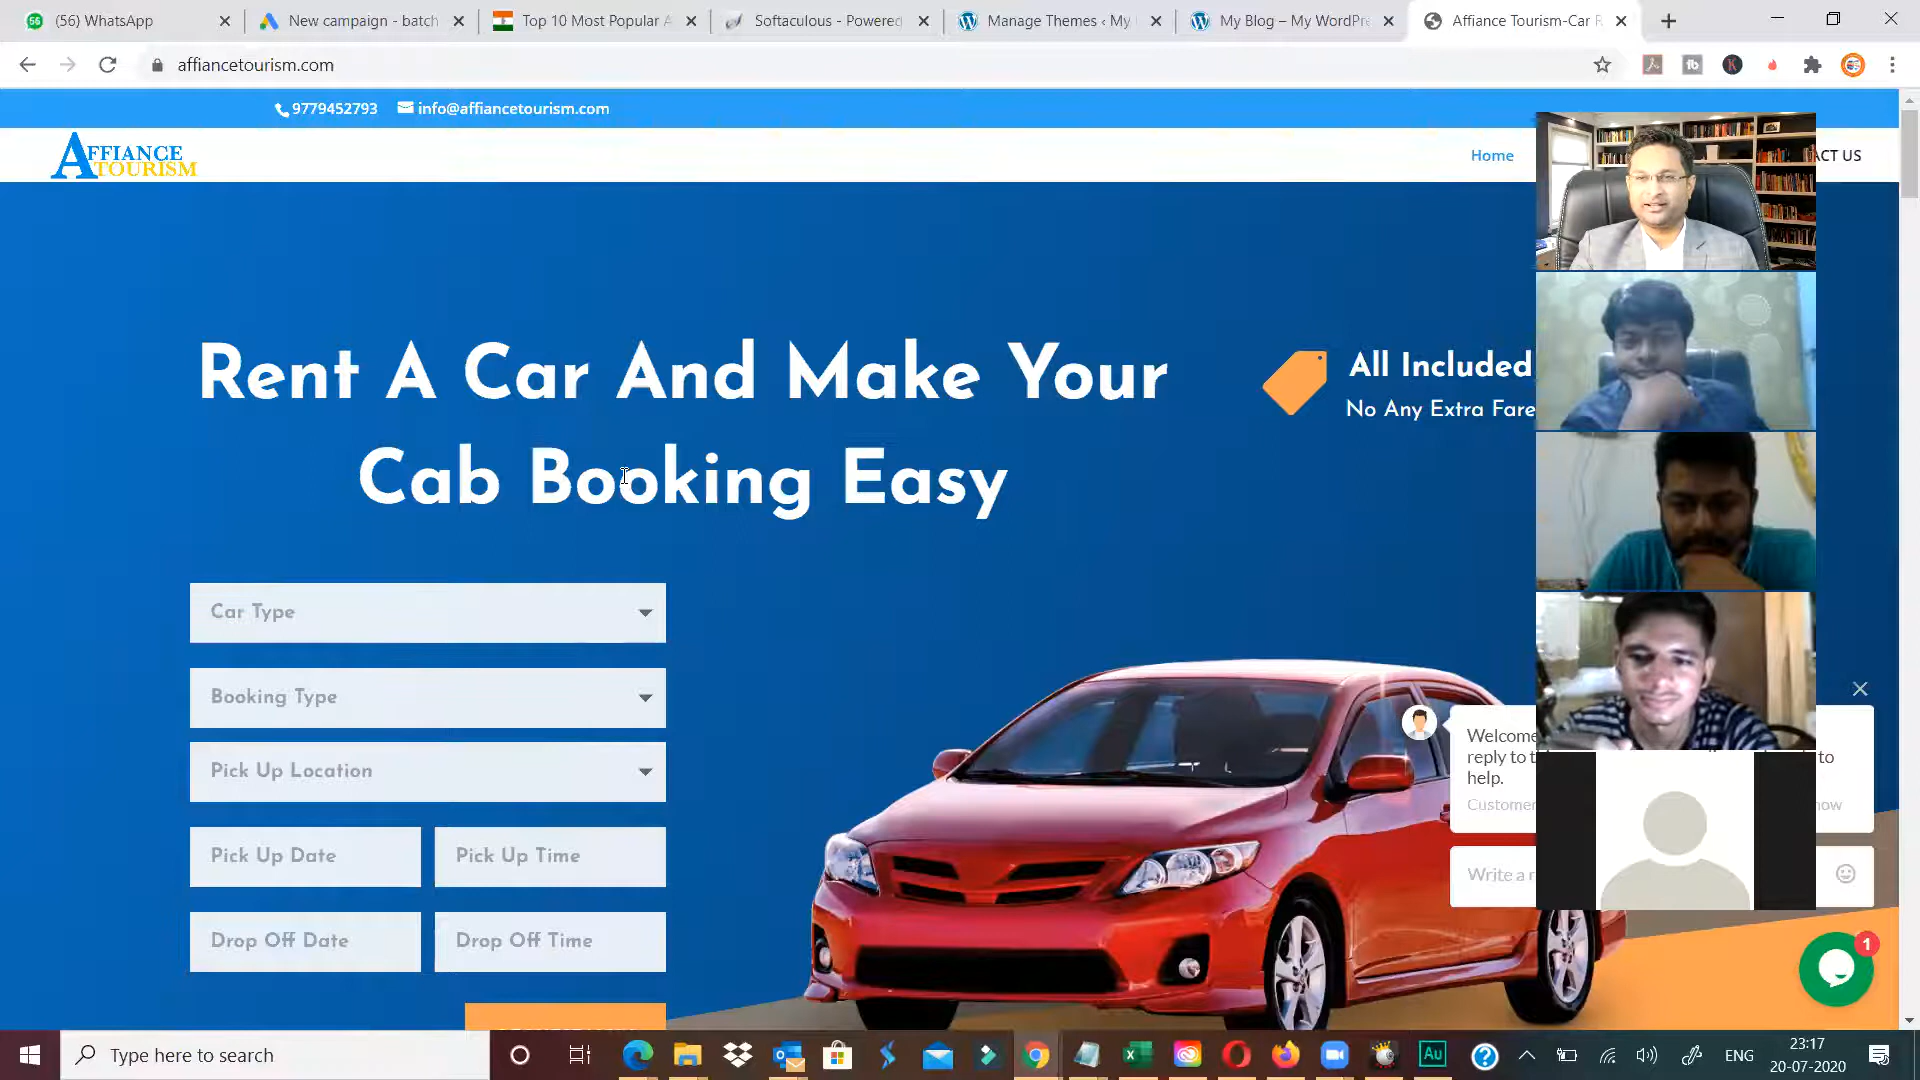 (56) WhatsApp
New campaign - batch
Top 10 Most Popular A
Softaculous - Powered
Manage Themes ‹ My
My Blog – My WordPre
Affiance Tourism-Car R
affiancetourism.com
9779452793 info@affiancetourism.com
AFFIANCE
TOURISM
Home
ACT US
Rent A Car And Make Your
Cab Booking Easy
All Included
No Any Extra Fare
Car Type
Booking Type
Pick Up Location
Pick Up Date
Pick Up Time
Drop Off Date
Drop Off Time
Welcome
reply to t
to
help.
Customer
now
Write a r
1
Type here to search
Au
ENG
23:17
20-07-2020